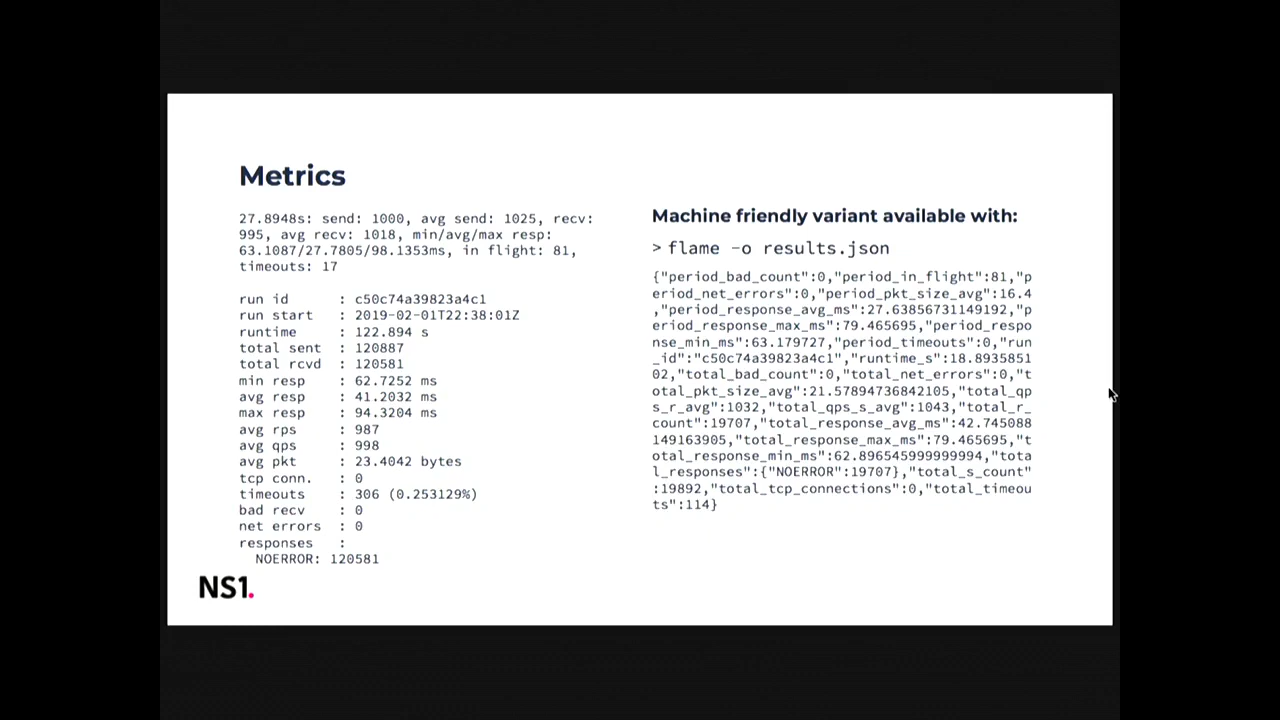 Metrics
27.8948s: send: 1000, avg send: 1025, recv:
995, avg recv: 1018, min/avg/max resp:
63.1087/27.7805/98.1353ms, in flight: 81,
timeouts: 17
run id : c50c74a39823a4c1
run start : 2019-02-01T22:38:01Z
runtime : 122.894 s
total sent : 120887
total rcvd : 120581
min resp : 62.7252 ms
avg resp : 41.2032 ms
max resp : 94.3204 ms
avg rps : 987
avg qps : 998
avg pkt : 23.4042 bytes
tcp conn. : 0
timeouts : 306 (0.253129%)
bad recv : 0
net errors : 0
responses :
NOERROR: 120581
Machine friendly variant available with:
> flame -o results.json
{"period_bad_count":0,"period_in_flight":81,"p
eriod_net_errors":0,"period_pkt_size_avg":16.4
,"period_response_avg_ms":27.63856731149192,"p
eriod_response_max_ms":79.465695,"period_respo
nse_min_ms":63.179727,"period_timeouts":0,"run
_id":"c50c74a39823a4c1","runtime_s":18.8935851
02,"total_bad_count":0,"total_net_errors":0,"t
otal_pkt_size_avg":21.57894736842105,"total_qp
s_r_avg":1032,"total_qps_s_avg":1043,"total_r_
count":19707,"total_response_avg_ms":42.745088
149163905,"total_response_max_ms":79.465695,"t
otal_response_min_ms":62.896545999999994,"tota
l_responses":{"NOERROR":19707},"total_s_count"
:19892,"total_tcp_connections":0,"total_timeou
ts":114}
NS1.